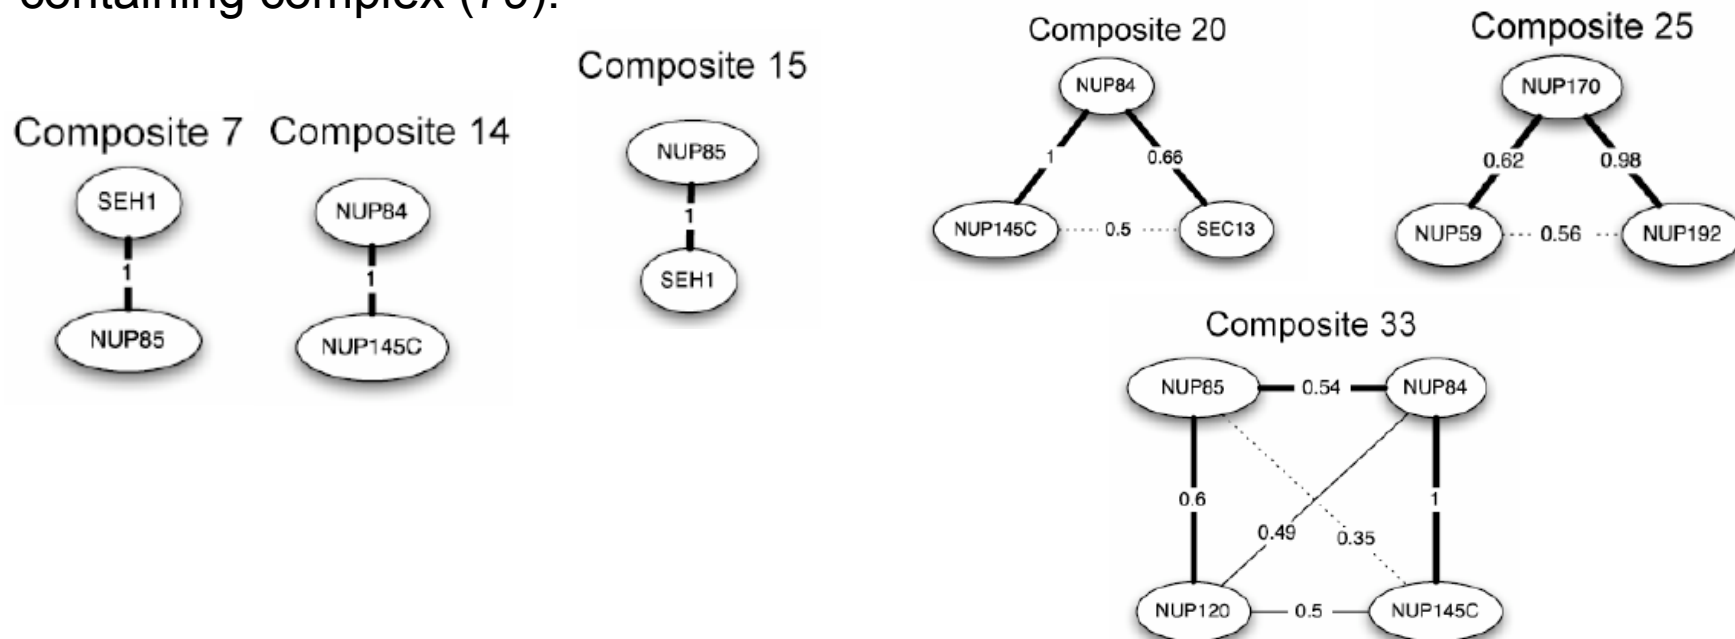 containing complex (70).
Composite 7
SEH1
1
NUP85
Composite 14
NUP84
1
NUP145C
Composite 15
NUP85
1
SEH1
Composite 20
NUP84
1
0.66
NUP145C
0.5
SEC13
Composite 25
NUP170
0.62
0.98
NUP59
0.56
NUP192
Composite 33
NUP85
0.54
NUP84
0.6
1
0.49
0.35
NUP120
0.5
NUP145C